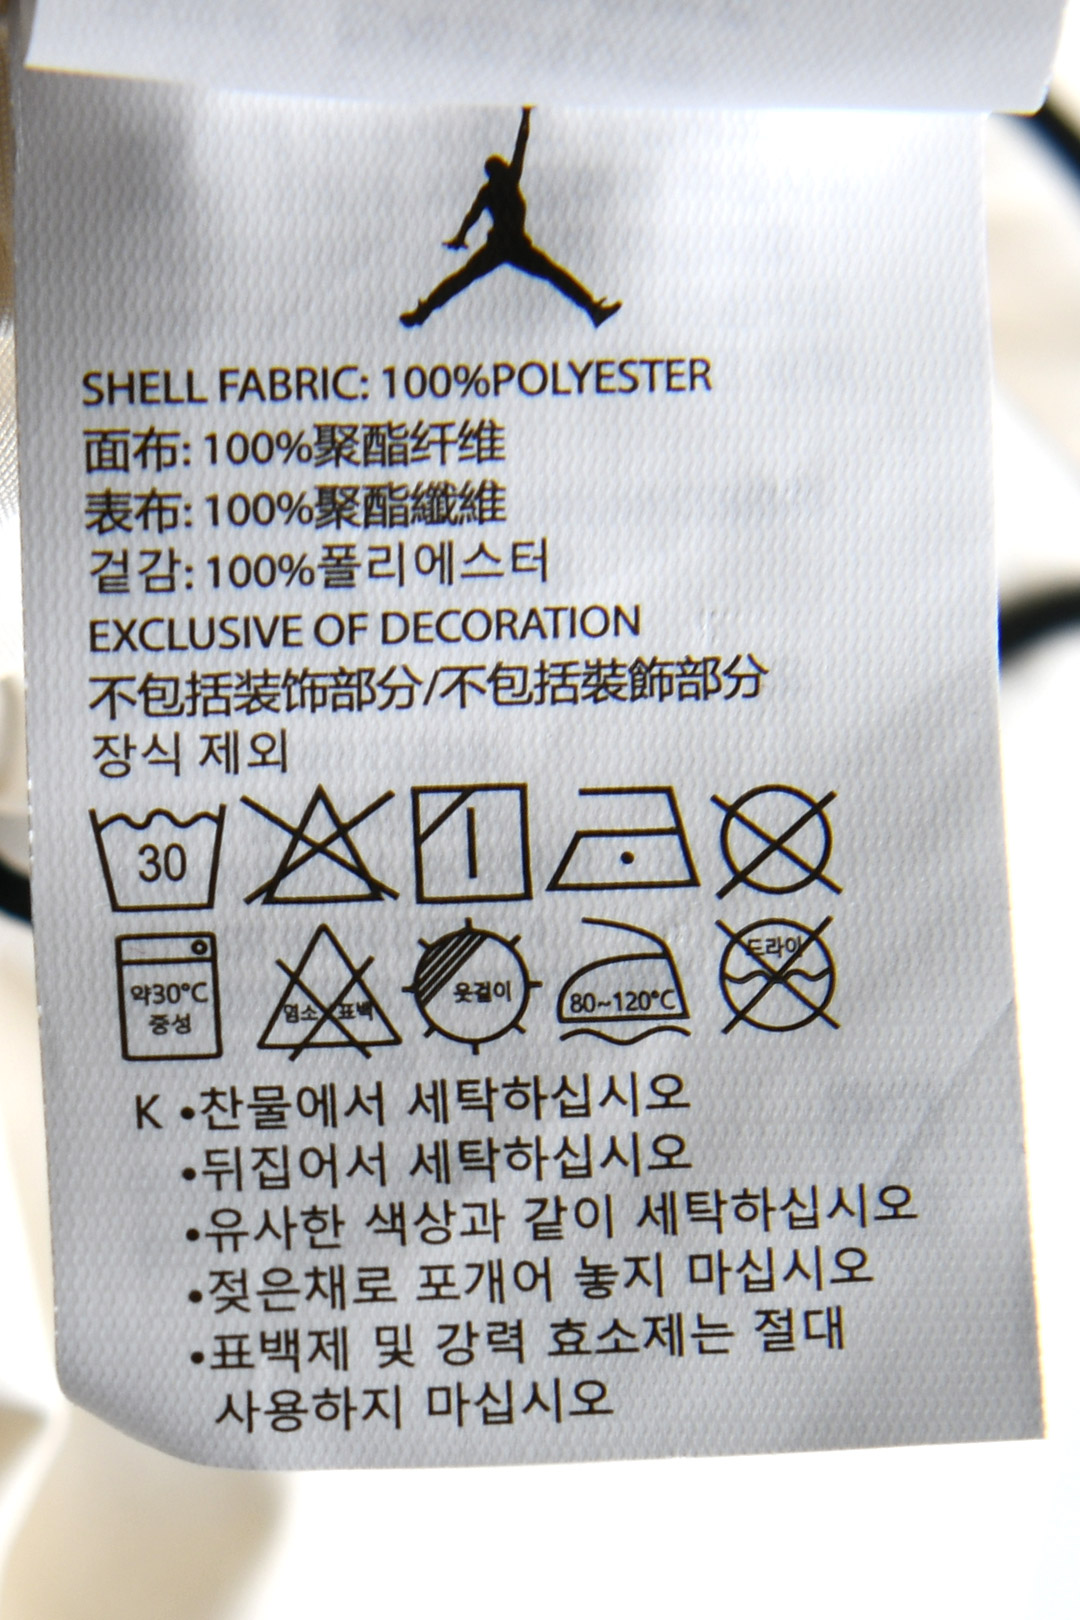 SHELL FABRIC: 100%POLYESTER
面布: 100%聚酯纤维
表布: 100%聚酯纖維
겉감: 100%폴리에스터
EXCLUSIVE OF DECORATION
不包括装饰部分/不包括裝飾部分
장식 제외
30
약30°C
중성
염소 표백
옷걸이
80~120°C
드라이
K •찬물에서 세탁하십시오
•뒤집어서 세탁하십시오
•유사한 색상과 같이 세탁하십시오
•젖은채로 포개어 놓지 마십시오
•표백제 및 강력 효소제는 절대
사용하지 마십시오